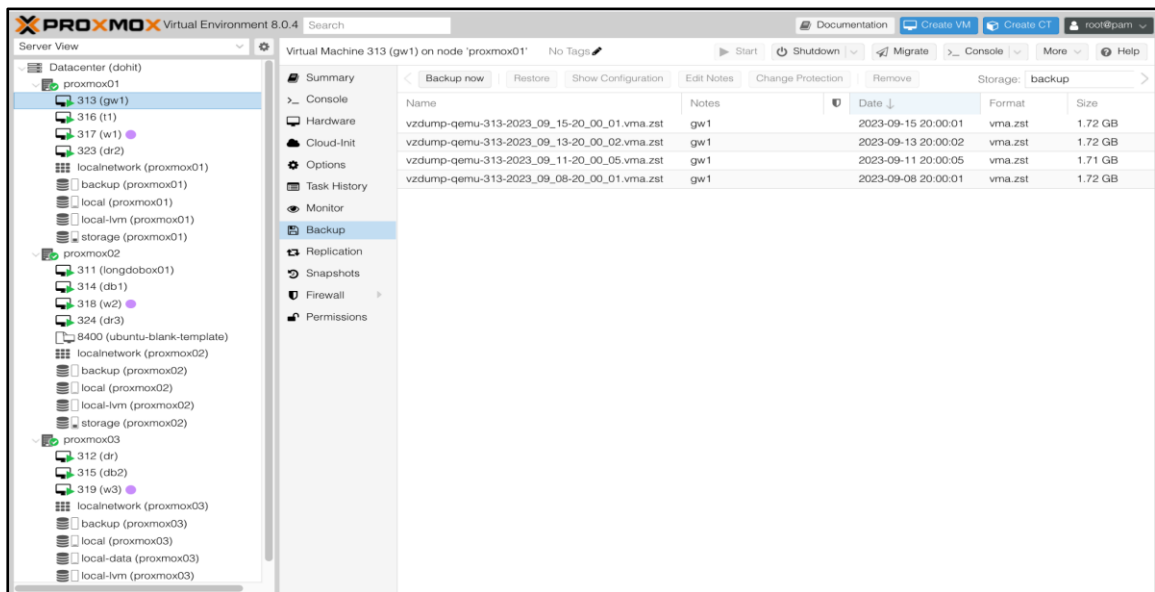 PROXMOX Virtual Environment 8.0.4 Search Documentation Create VM Create CT root@pam
Server View
Virtual Machine 313 (gw1) on node 'proxmox01' No Tags Start Shutdown Migrate Console More Help
Datacenter (dohit)
proxmox01
313 (gw1)
316 (t1)
317 (w1)
323 (dr2)
localnetwork (proxmox01)
backup (proxmox01)
local (proxmox01)
local-lvm (proxmox01)
storage (proxmox01)
proxmox02
311 (longdobox01)
314 (db1)
318 (w2)
324 (dr3)
8400 (ubuntu-blank-template)
localnetwork (proxmox02)
backup (proxmox02)
local (proxmox02)
local-lvm (proxmox02)
storage (proxmox02)
proxmox03
312 (dr)
315 (db2)
319 (w3)
localnetwork (proxmox03)
backup (proxmox03)
local (proxmox03)
local-data (proxmox03)
local-lvm (proxmox03)
Summary
Console
Hardware
Cloud-Init
Options
Task History
Monitor
Backup
Replication
Snapshots
Firewall
Permissions
Backup now Restore Show Configuration Edit Notes Change Protection Remove Storage: backup
Name Notes Date ↓ Format Size
vzdump-qemu-313-2023_09_15-20_00_01.vma.zst gw1 2023-09-15 20:00:01 vma.zst 1.72 GB
vzdump-qemu-313-2023_09_13-20_00_02.vma.zst gw1 2023-09-13 20:00:02 vma.zst 1.72 GB
vzdump-qemu-313-2023_09_11-20_00_05.vma.zst gw1 2023-09-11 20:00:05 vma.zst 1.71 GB
vzdump-qemu-313-2023_09_08-20_00_01.vma.zst gw1 2023-09-08 20:00:01 vma.zst 1.72 GB